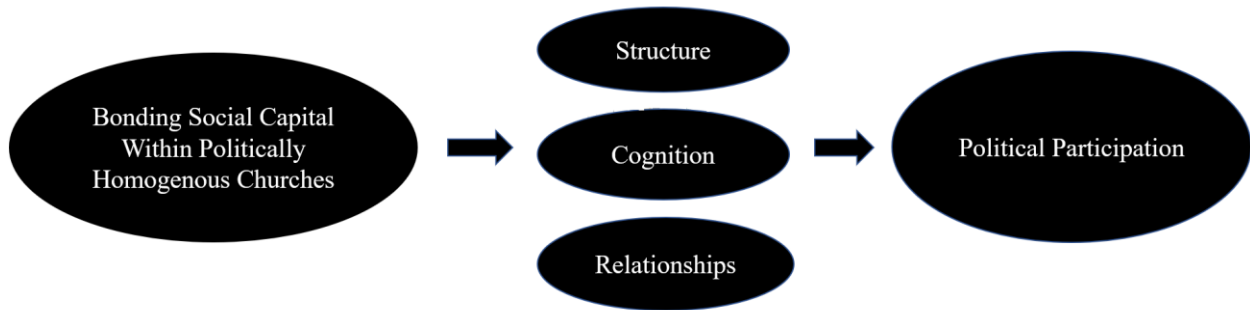 Bonding Social Capital
Within Politically
Homogenous Churches
Structure
Cognition
Relationships
Political Participation